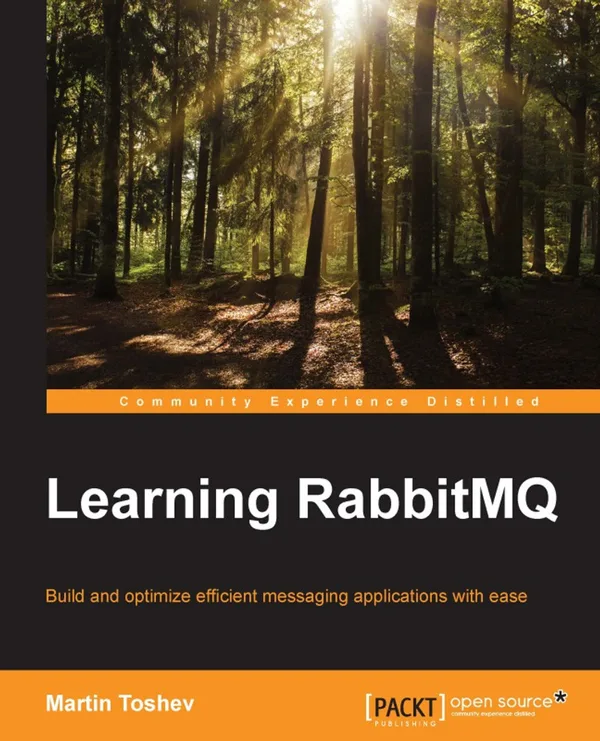 Community Experience Distilled
Learning RabbitMQ
Build and optimize efficient messaging applications with ease
Martin Toshev
[PACKT] open source*
PUBLISHING community experience distilled